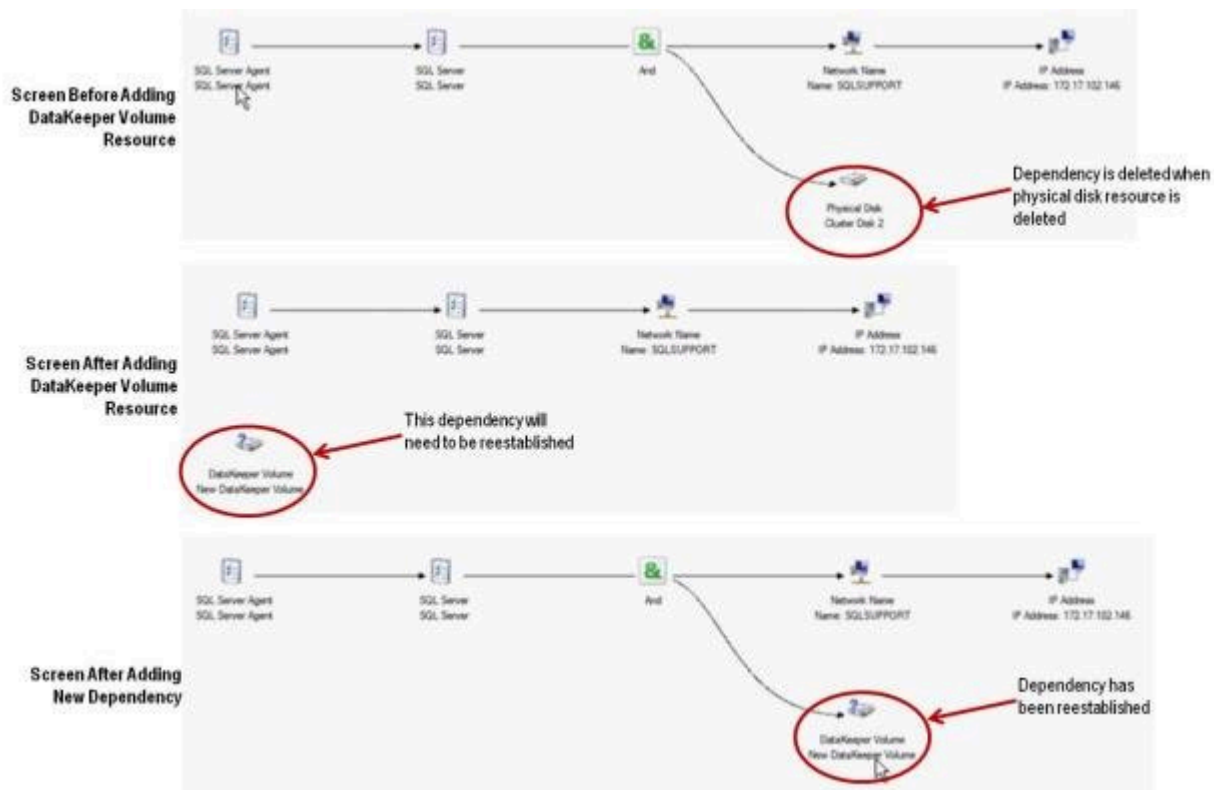 SQL Server Agent
SQL Server Agent
SQL Server
SQL Server
&
And
Network Name
Name: SQLSUPPORT
IP Address
IP Address: 172.17.102.146
Screen Before Adding
DataKeeper Volume
Resource
Physical Disk
Cluster Disk 2
Dependency is deleted when
physical disk resource is
deleted
SQL Server Agent
SQL Server Agent
SQL Server
SQL Server
Network Name
Name: SQLSUPPORT
IP Address
IP Address: 172.17.102.146
Screen After Adding
DataKeeper Volume
Resource
This dependency will
need to be reestablished
DataKeeper Volume
New DataKeeper Volume
SQL Server Agent
SQL Server Agent
SQL Server
SQL Server
&
And
Network Name
Name: SQLSUPPORT
IP Address
IP Address: 172.17.102.146
Screen After Adding
New Dependency
Dependency has
been reestablished
DataKeeper Volume
New DataKeeper Volume